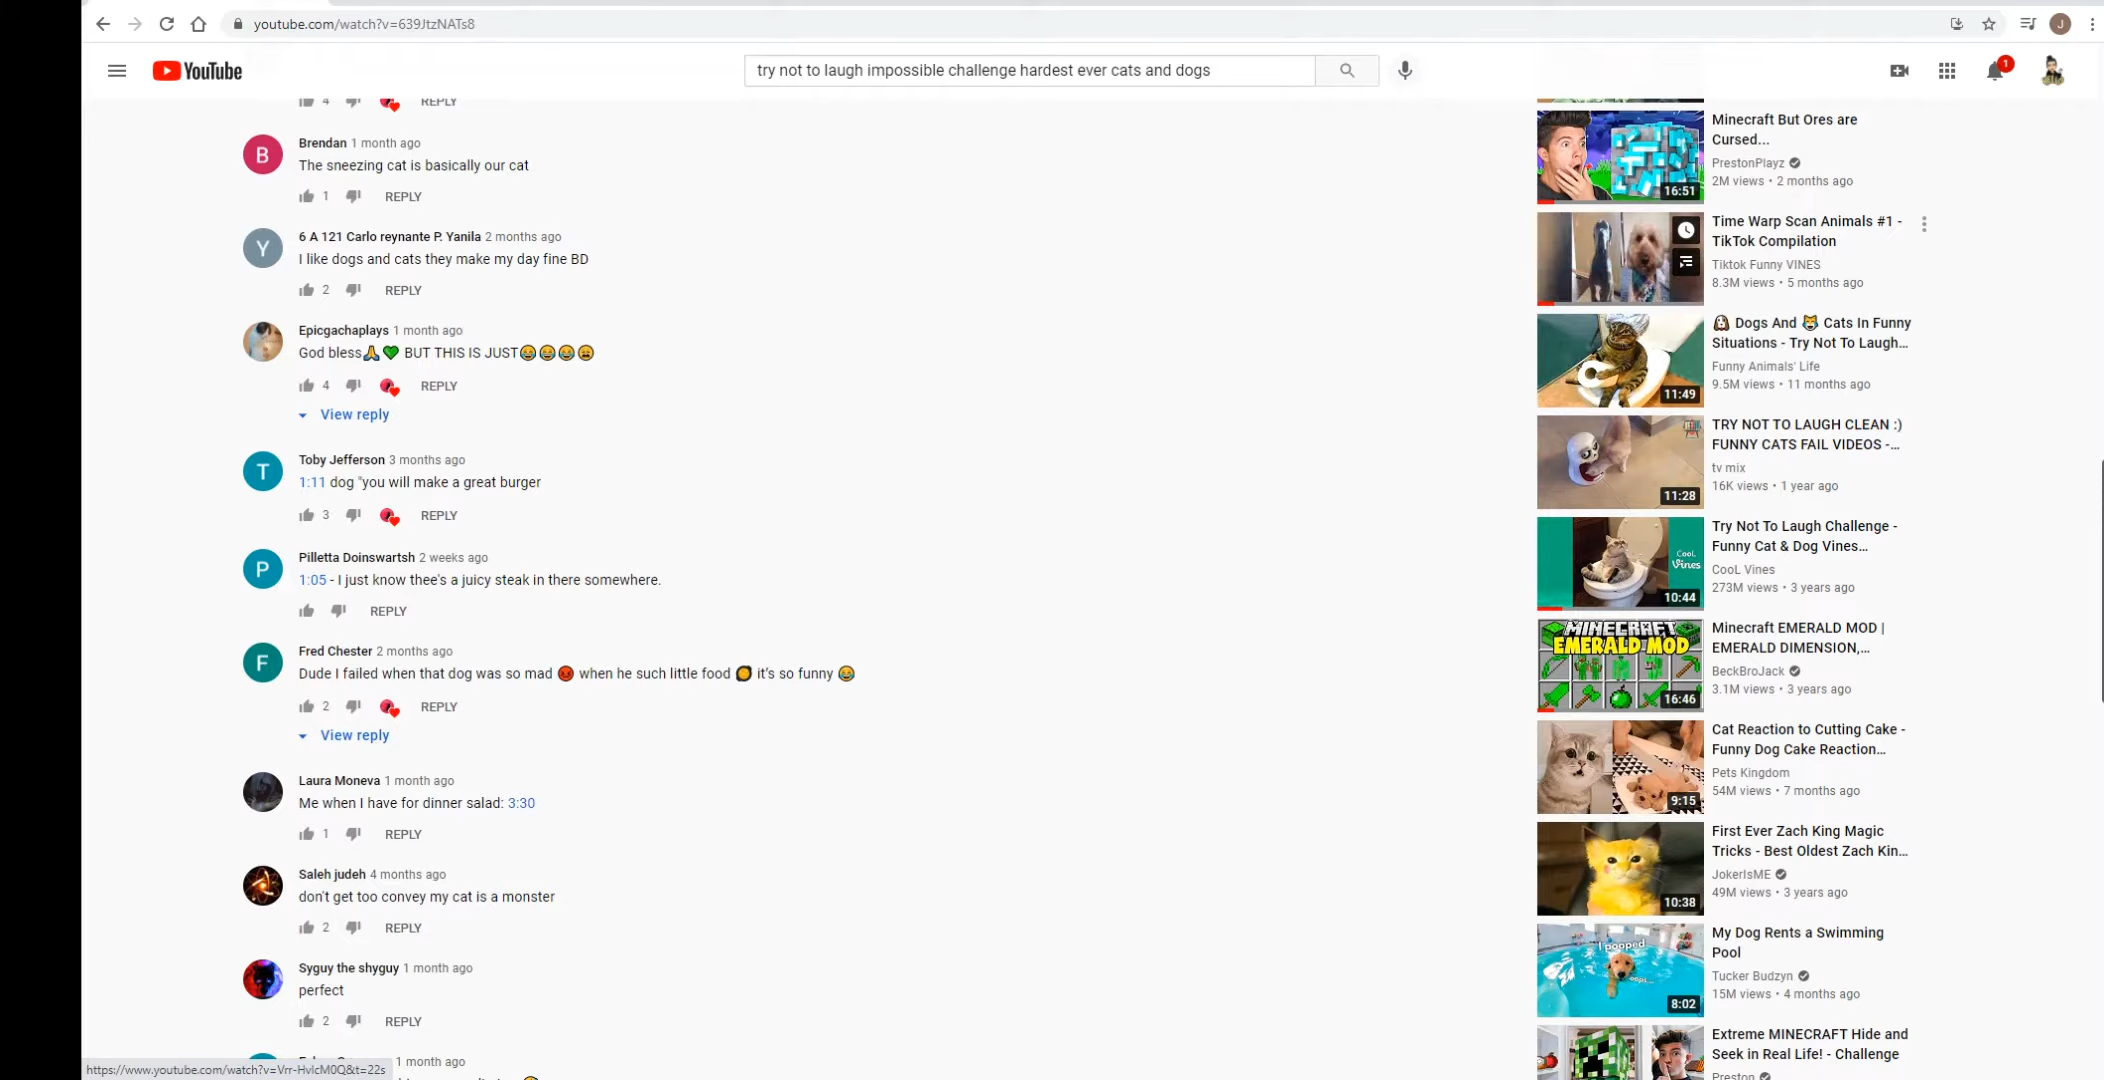 youtube.com/watch?v=639JtzNATs8
J
YouTube
try not to laugh impossible challenge hardest ever cats and dogs
1
4 REPLY
B
Brendan 1 month ago
The sneezing cat is basically our cat
1 REPLY
Y
6 A 121 Carlo reynante P. Yanila 2 months ago
I like dogs and cats they make my day fine BD
2 REPLY
Epicgachaplays 1 month ago
God bless🙏💚 BUT THIS IS JUST😂😂😂😩
4 REPLY
View reply
T
Toby Jefferson 3 months ago
1:11 dog "you will make a great burger
3 REPLY
P
Pilletta Doinswartsh 2 weeks ago
1:05 - I just know thee's a juicy steak in there somewhere.
REPLY
F
Fred Chester 2 months ago
Dude I failed when that dog was so mad 😡 when he such little food 🥘 it's so funny 😂
2 REPLY
View reply
Laura Moneva 1 month ago
Me when I have for dinner salad: 3:30
1 REPLY
Saleh judeh 4 months ago
don't get too convey my cat is a monster
2 REPLY
Syguy the shyguy 1 month ago
perfect
2 REPLY
1 month ago
https://www.youtube.com/watch?v=Vrr-HvlcM0Q&t=22s
16:51
Minecraft But Ores are
Cursed...
PrestonPlayz
2M views • 2 months ago
Time Warp Scan Animals #1 -
TikTok Compilation
Tiktok Funny VINES
8.3M views • 5 months ago
11:49
🐶 Dogs And 😹 Cats In Funny
Situations - Try Not To Laugh...
Funny Animals' Life
9.5M views • 11 months ago
11:28
TRY NOT TO LAUGH CLEAN :)
FUNNY CATS FAIL VIDEOS -...
tv mix
16K views • 1 year ago
CooL
Vines
10:44
Try Not To Laugh Challenge -
Funny Cat & Dog Vines...
CooL Vines
273M views • 3 years ago
MINECRAFT
EMERALD MOD
16:46
Minecraft EMERALD MOD |
EMERALD DIMENSION,...
BeckBroJack
3.1M views • 3 years ago
9:15
Cat Reaction to Cutting Cake -
Funny Dog Cake Reaction...
Pets Kingdom
54M views • 7 months ago
10:38
First Ever Zach King Magic
Tricks - Best Oldest Zach Kin...
JokerIsME
49M views • 3 years ago
I pooped
oops
8:02
My Dog Rents a Swimming
Pool
Tucker Budzyn
15M views • 4 months ago
Extreme MINECRAFT Hide and
Seek in Real Life! - Challenge
Preston